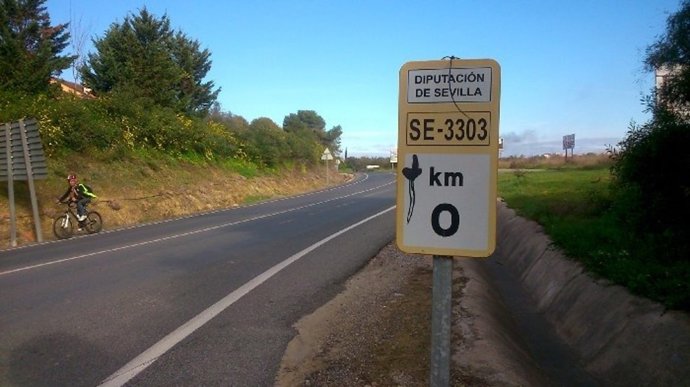 DIPUTACIÓN
DE SEVILLA
SE-3303
km
0